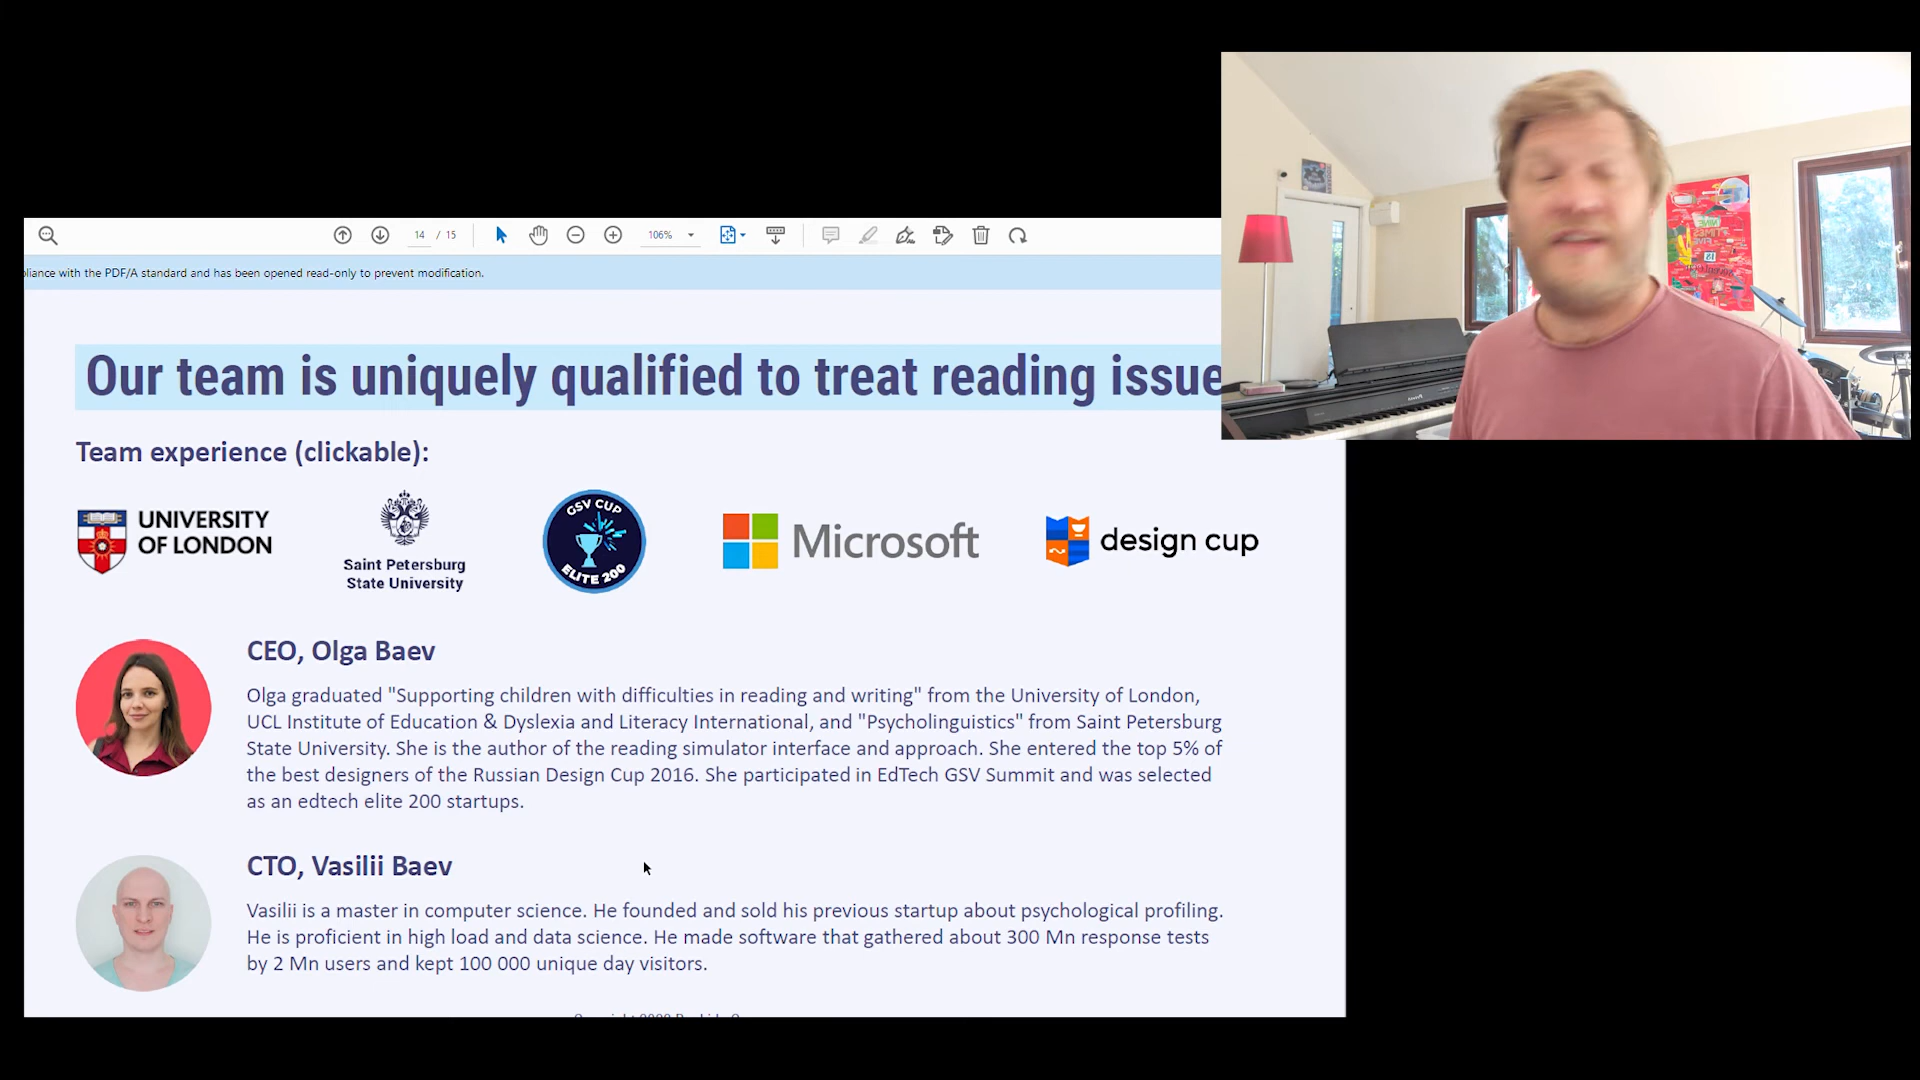 14 / 15
106%
liance with the PDF/A standard and has been opened read-only to prevent modification.
Our team is uniquely qualified to treat reading issue
Team experience (clickable):
UNIVERSITY
OF LONDON
Saint Petersburg
State University
GSV CUP
ELITE 200
Microsoft
design cup
CEO, Olga Baev
Olga graduated "Supporting children with difficulties in reading and writing" from the University of London,
UCL Institute of Education & Dyslexia and Literacy International, and "Psycholinguistics" from Saint Petersburg
State University. She is the author of the reading simulator interface and approach. She entered the top 5% of
the best designers of the Russian Design Cup 2016. She participated in EdTech GSV Summit and was selected
as an edtech elite 200 startups.
CTO, Vasilii Baev
Vasilii is a master in computer science. He founded and sold his previous startup about psychological profiling.
He is proficient in high load and data science. He made software that gathered about 300 Mn response tests
by 2 Mn users and kept 100 000 unique day visitors.